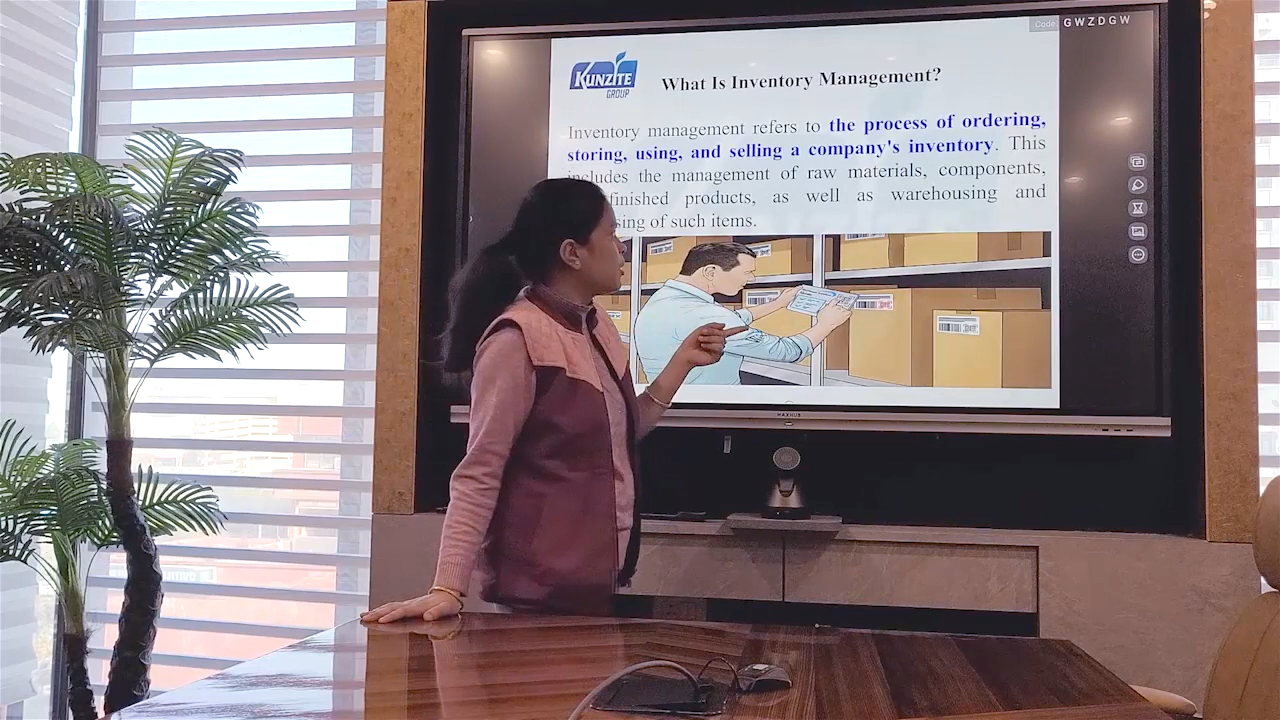 Code: GWZDGW
KUNZITE
GROUP
What Is Inventory Management?
Inventory management refers to the process of ordering,
storing, using, and selling a company's inventory. This
includes the management of raw materials, components,
finished products, as well as warehousing and
sing of such items.
MAXHUB